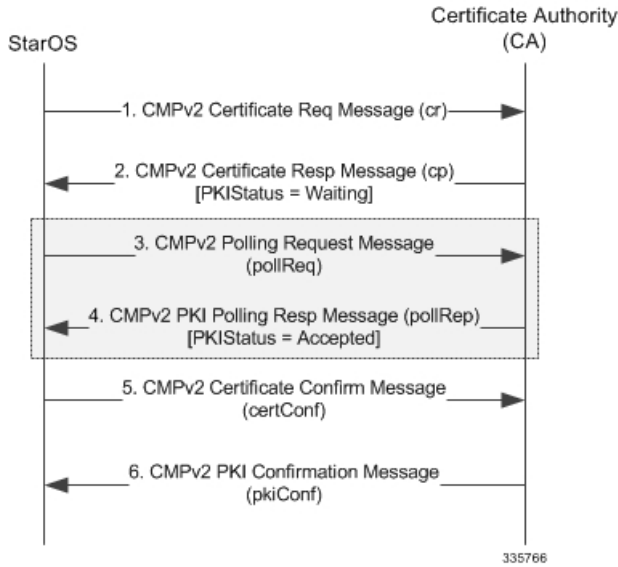 Certificate Authority
(CA)
StarOS
1. CMPv2 Certificate Req Message (cr)
2. CMPv2 Certificate Resp Message (cp)
[PKIStatus = Waiting]
3. CMPv2 Polling Request Message
(pollReq)
4. CMPv2 PKI Polling Resp Message (pollRep)
[PKIStatus = Accepted]
5. CMPv2 Certificate Confirm Message
(certConf)
6. CMPv2 PKI Confirmation Message
(pkiConf)
335766